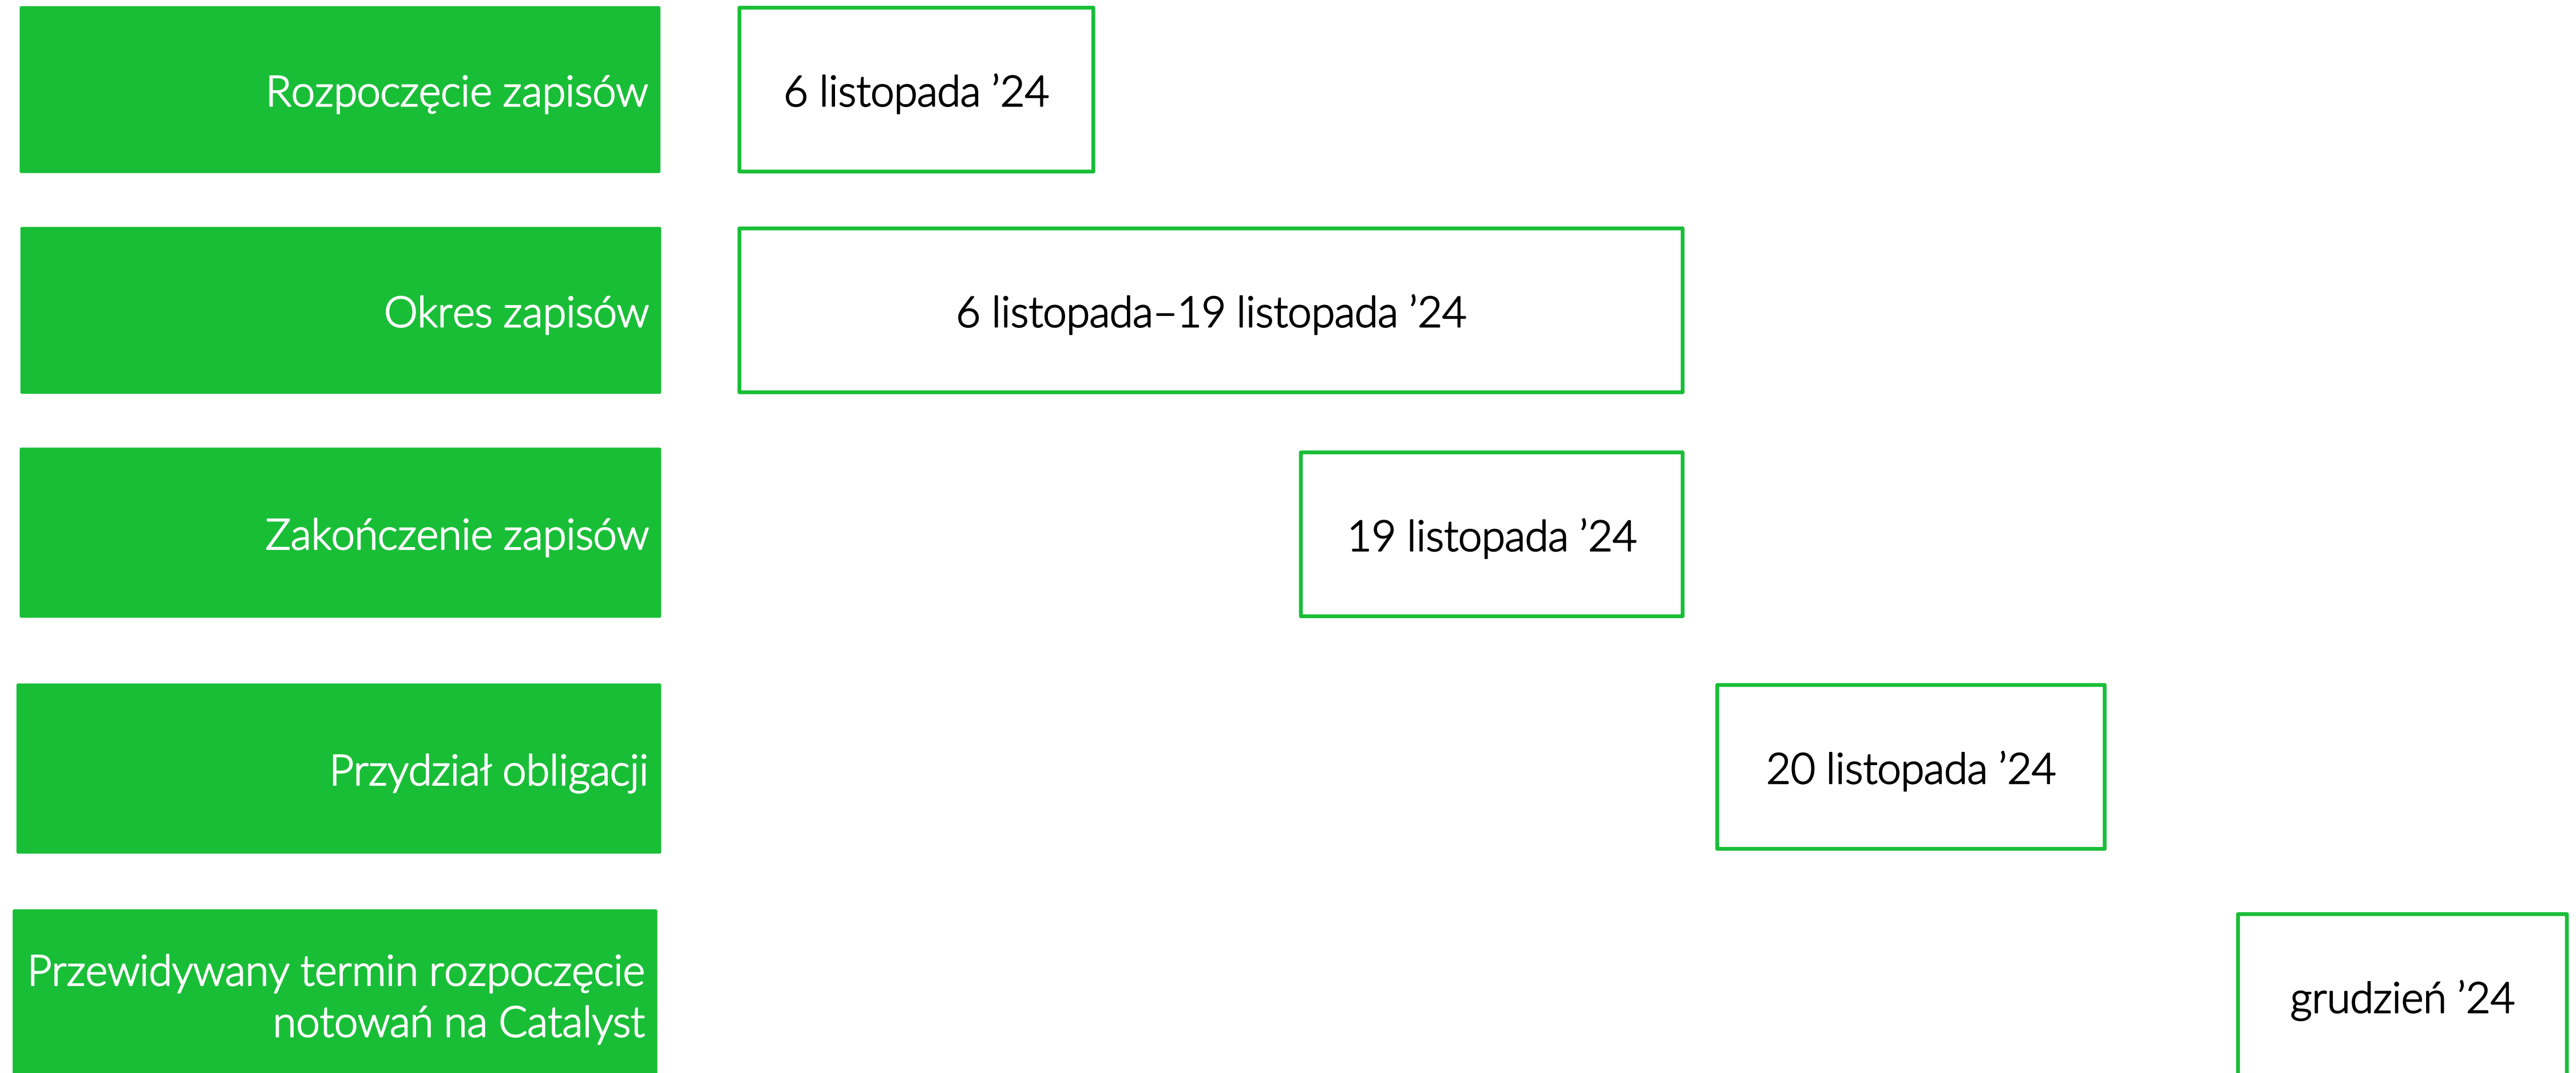 Rozpoczęcie zapisów
6 listopada ’24
Okres zapisów
6 listopada–19 listopada ’24
Zakończenie zapisów
19 listopada ’24
Przydział obligacji
20 listopada ’24
Przewidywany termin rozpoczęcie
notowań na Catalyst
grudzień ’24